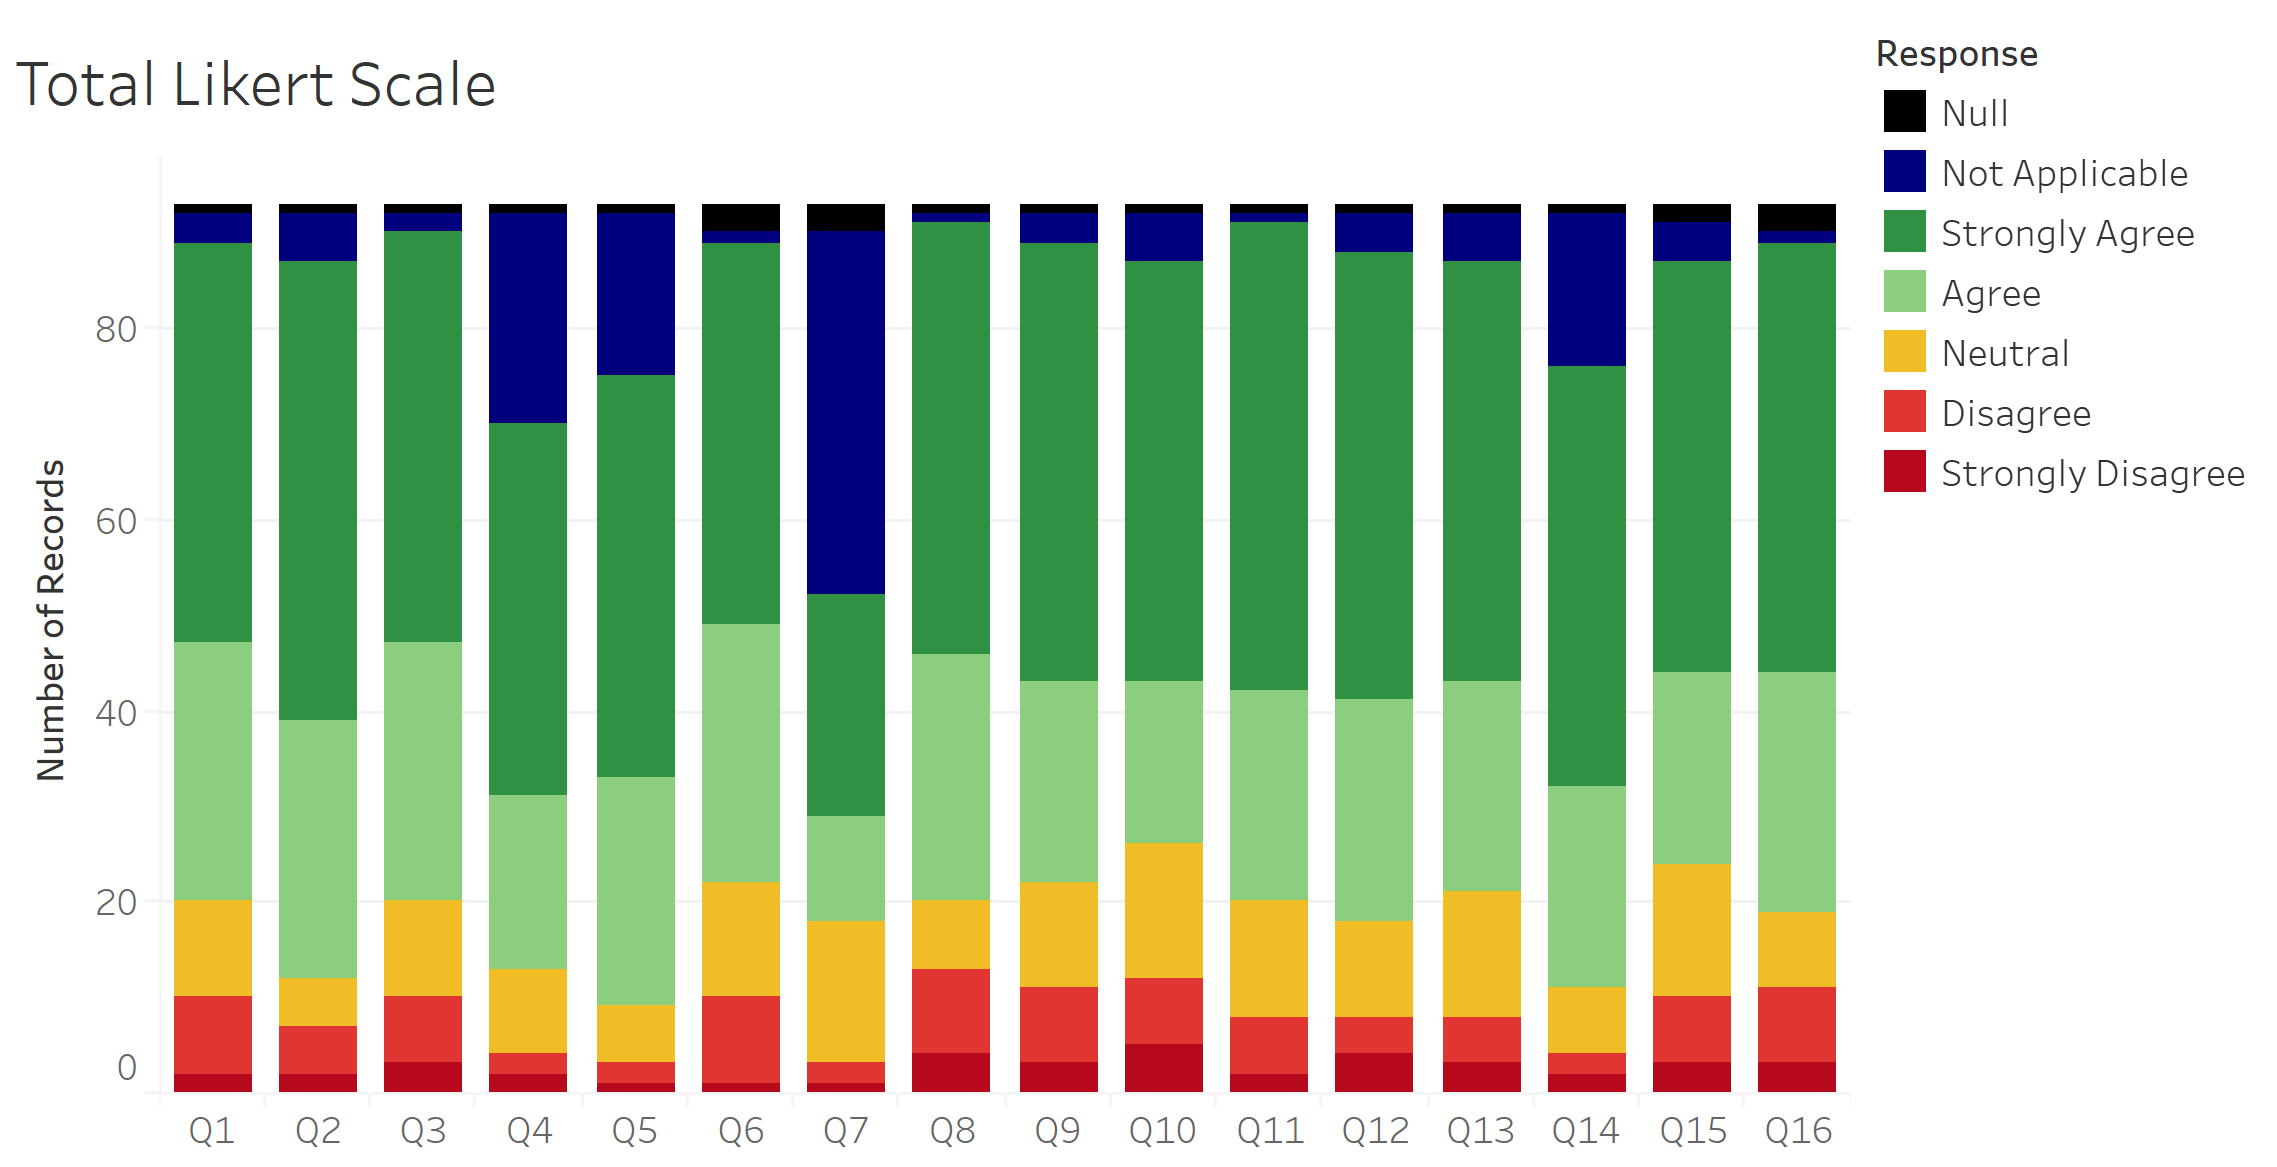 Total Likert Scale
Response
Null
Not Applicable
Strongly Agree
Agree
Neutral
Disagree
Strongly Disagree
Number of Records
80
60
40
20
0
Q1 Q2 Q3 Q4 Q5 Q6 Q7 Q8 Q9 Q10 Q11 Q12 Q13 Q14 Q15 Q16